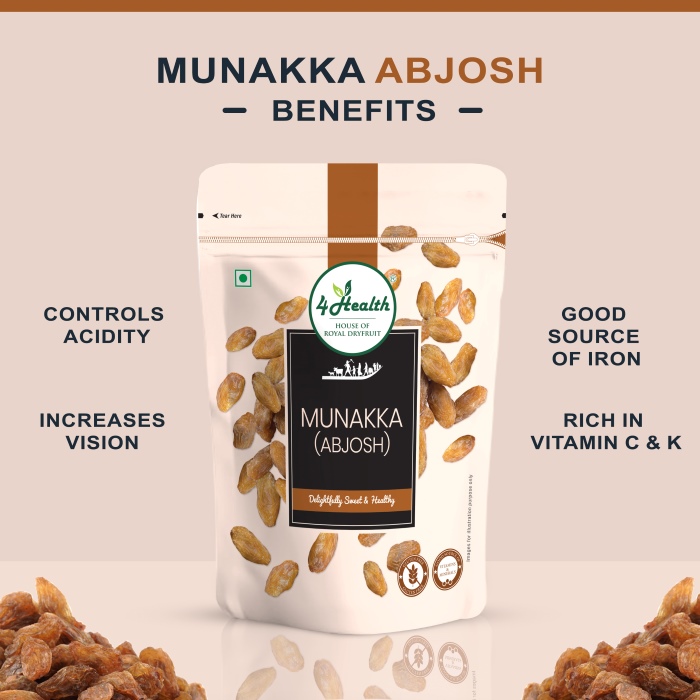 MUNAKKA ABJOSH
BENEFITS
Tear Here
4Health
HOUSE OF
ROYAL DRYFRUIT
CONTROLS
ACIDITY
GOOD
SOURCE
OF IRON
MUNAKKA
(ABJOSH)
INCREASES
VISION
RICH IN
VITAMIN C & K
Delightfully Sweet & Healthy
Images for illustration purpose only